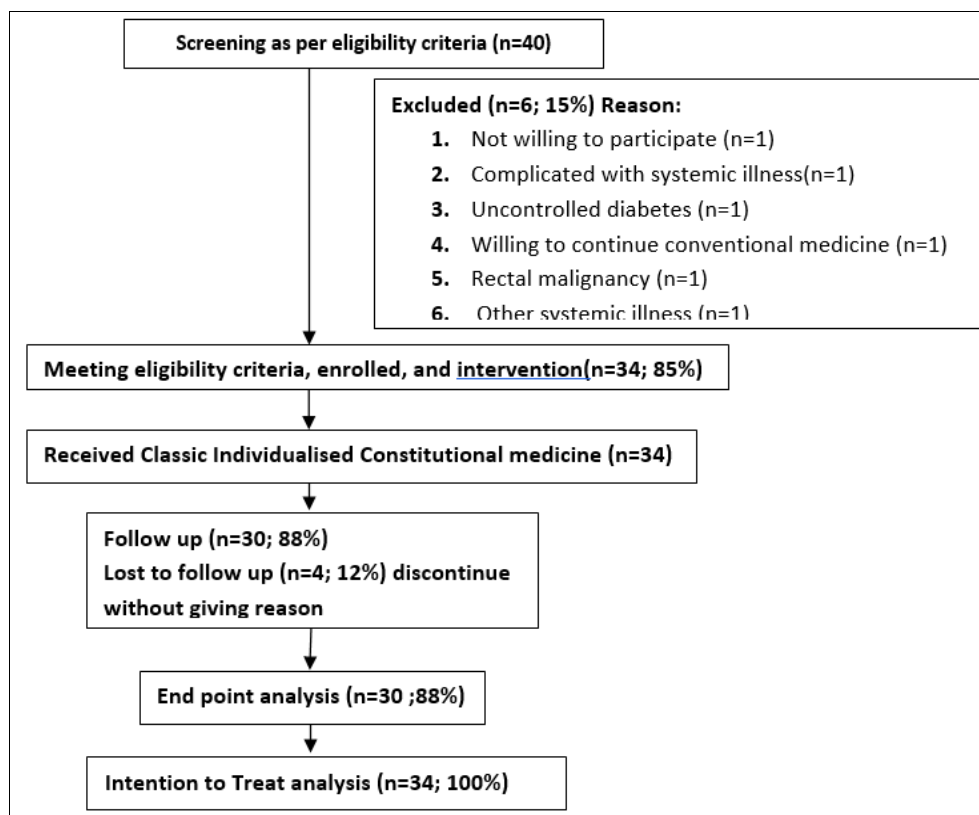 Screening as per eligibility criteria (n=40)
Excluded (n=6; 15%) Reason:
1. Not willing to participate (n=1)
2. Complicated with systemic illness(n=1)
3. Uncontrolled diabetes (n=1)
4. Willing to continue conventional medicine (n=1)
5. Rectal malignancy (n=1)
6. Other systemic illness (n=1)
Meeting eligibility criteria, enrolled, and intervention(n=34; 85%)
Received Classic Individualised Constitutional medicine (n=34)
Follow up (n=30; 88%)
Lost to follow up (n=4; 12%) discontinue
without giving reason
End point analysis (n=30 ;88%)
Intention to Treat analysis (n=34; 100%)